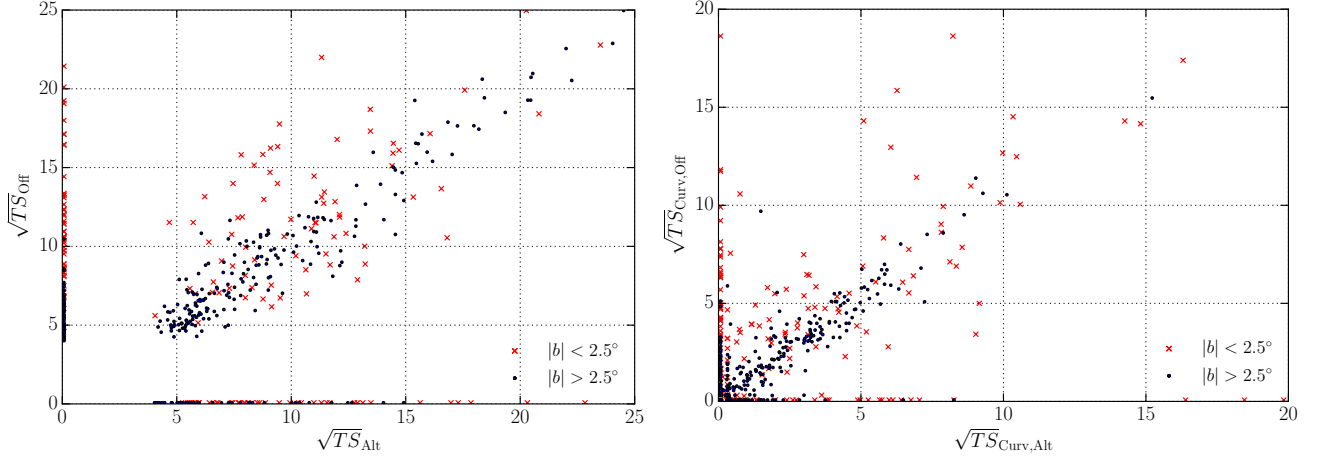 25
20
15
10
5
0
√TS_Off
0 5 10 15 20 25
√TS_Alt
× |b| < 2.5°
• |b| > 2.5°
20
15
10
5
0
√TS_Curv,Off
0 5 10 15 20
√TS_Curv,Alt
× |b| < 2.5°
• |b| > 2.5°